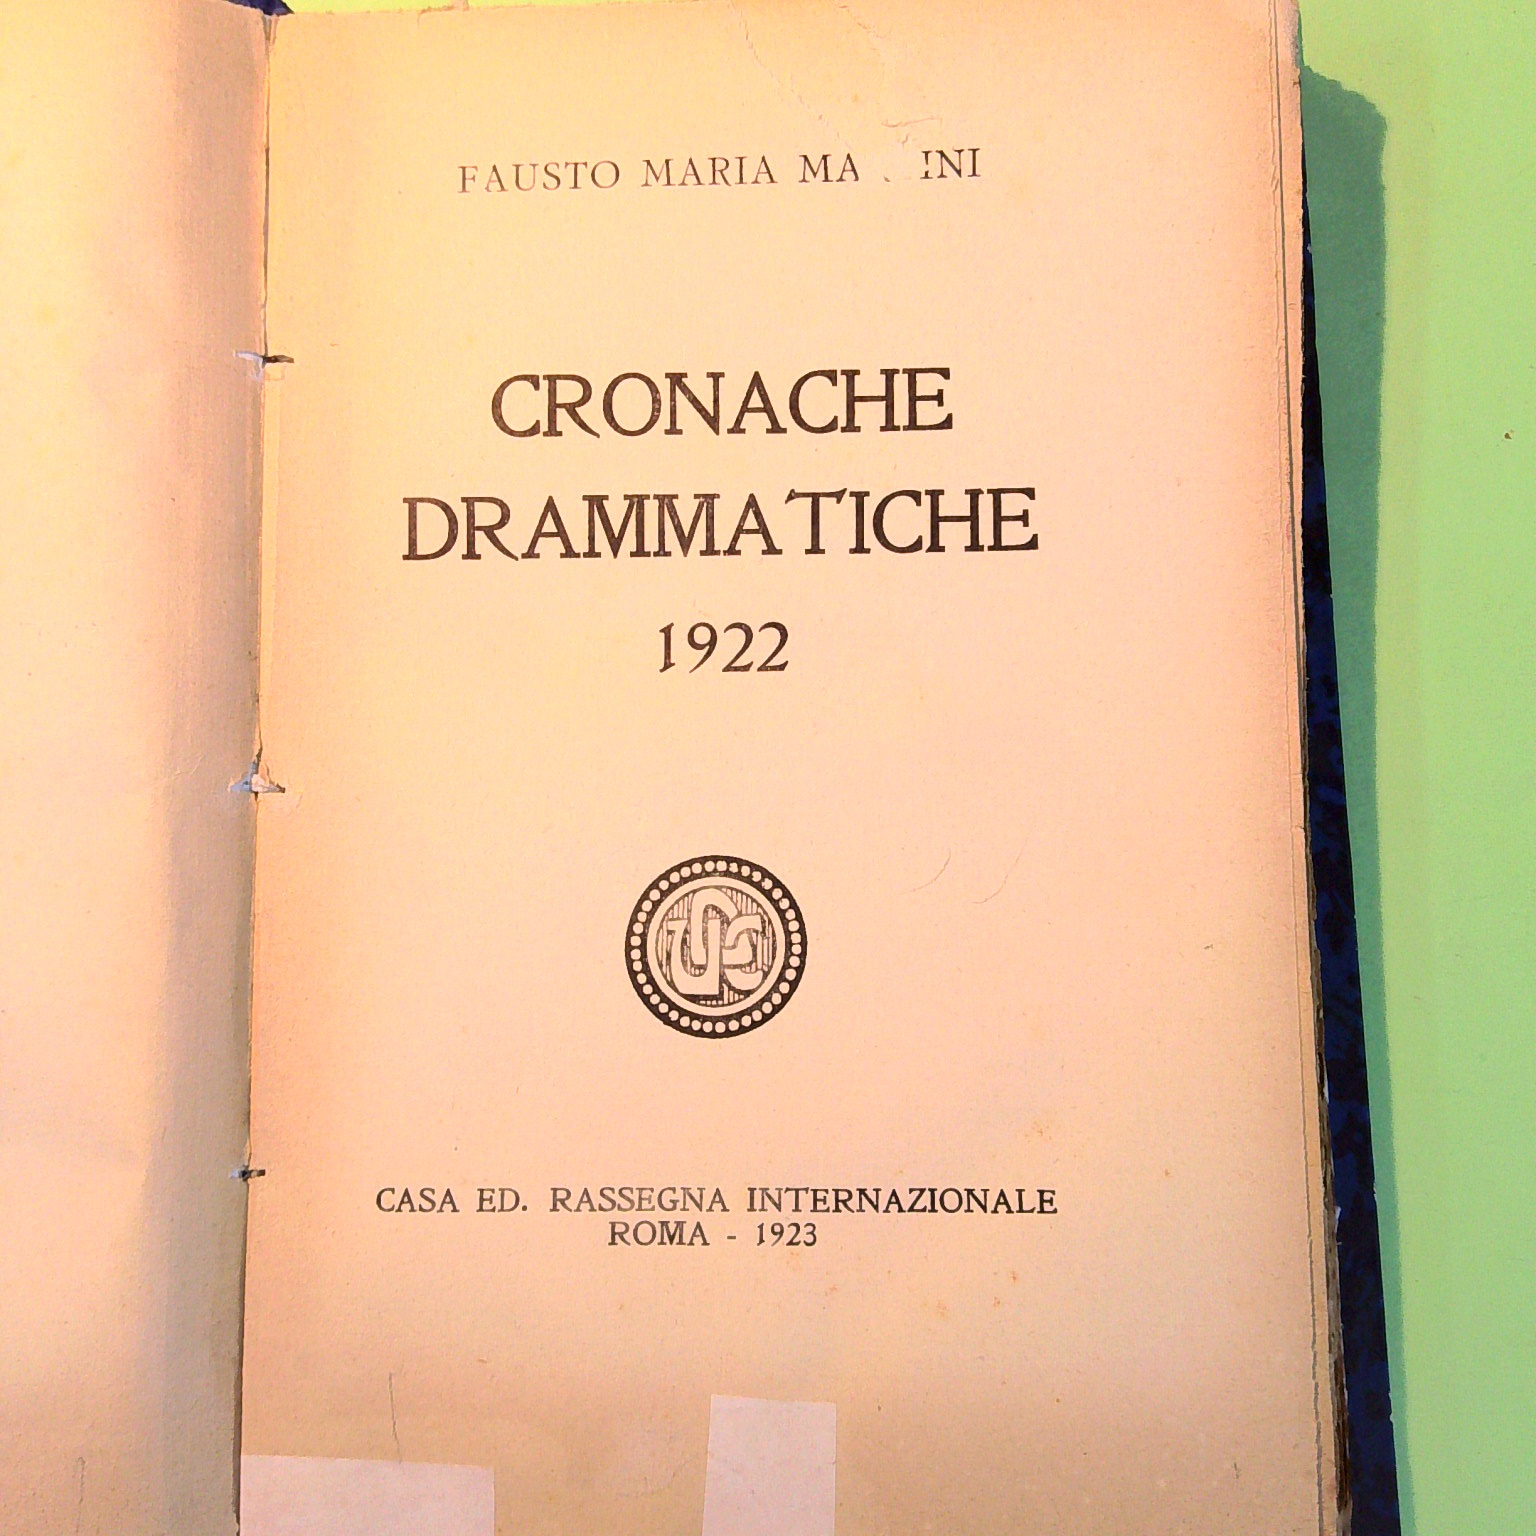 FAUSTO MARIA
CRONACHE
DRAMMATICHE
1922
CASA ED. RASSEGNA INTERNAZIONALE
ROMA - 1923